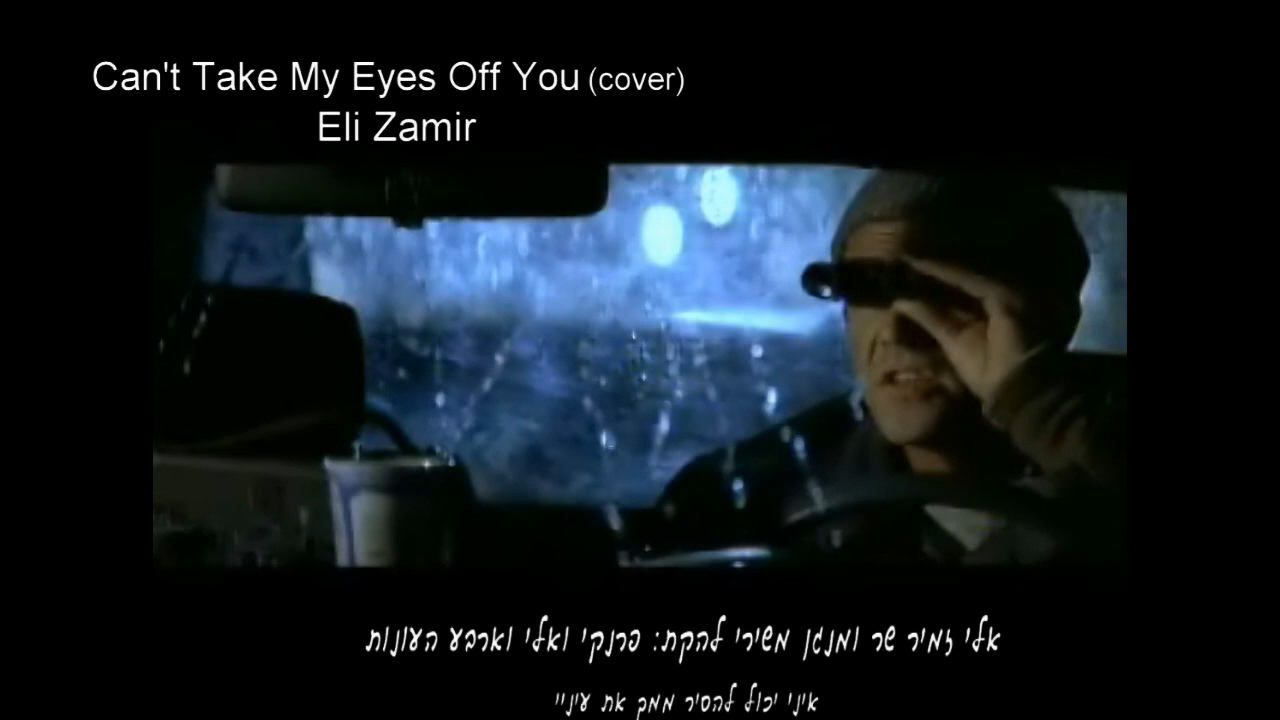 Can't Take My Eyes Off You (cover)
Eli Zamir
אלי זמיר שר ומנגן משירי להקת: פרנקי ואלי וארבע העונות
איני יכול להסיר ממך את עיניי